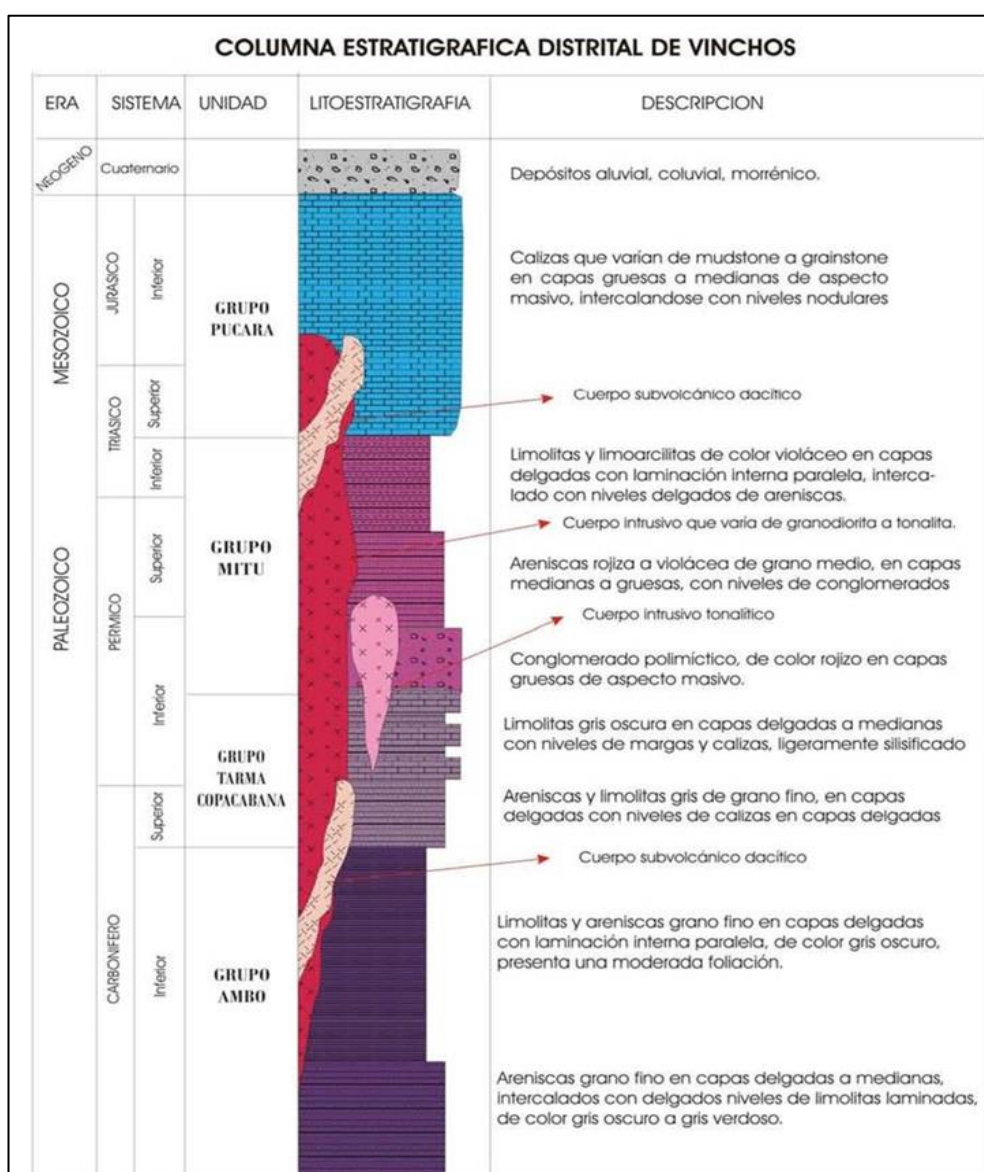 COLUMNA ESTRATIGRAFICA DISTRITAL DE VINCHOS
ERA
SISTEMA
UNIDAD
LITOESTRATIGRAFIA
DESCRIPCION
NEOGENO
Cuaternario
Depósitos aluvial, coluvial, morrénico.
MESOZOICO
JURASICO
Inferior
GRUPO
PUCARA
Calizas que varían de mudstone a grainstone
en capas gruesas a medianas de aspecto
masivo, intercalandose con niveles nodulares
TRIASICO
Superior
Cuerpo subvolcánico dacítico
Inferior
Limolitas y limoarcilitas de color violáceo en capas
delgadas con laminación interna paralela, interca-
lado con niveles delgados de areniscas.
PALEOZOICO
PERMICO
Superior
GRUPO
MITU
Cuerpo intrusivo que varía de granodiorita a tonalita.
Areniscas rojiza a violácea de grano medio, en capas
medianas a gruesas, con niveles de conglomerados
Inferior
Cuerpo intrusivo tonalítico
Conglomerado polimíctico, de color rojizo en capas
gruesas de aspecto masivo.
GRUPO
TARMA
COPACABANA
Limolitas gris oscura en capas delgadas a medianas
con niveles de margas y calizas, ligeramente silisificado
CARBONIFERO
Superior
Areniscas y limolitas gris de grano fino, en capas
delgadas con niveles de calizas en capas delgadas
Cuerpo subvolcánico dacítico
Inferior
GRUPO
AMBO
Limolitas y areniscas grano fino en capas delgadas
con laminación interna paralela, de color gris oscuro,
presenta una moderada foliación.
Areniscas grano fino en capas delgadas a medianas,
intercalados con delgados niveles de limolitas laminadas,
de color gris oscuro a gris verdoso.